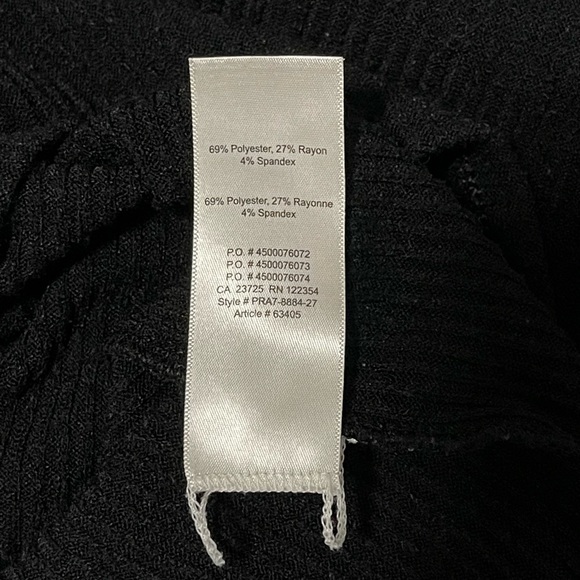 69% Polyester, 27% Rayon
4% Spandex
69% Polyester, 27% Rayonne
4% Spandex
P.O. # 4500076072
P.O. # 4500076073
P.O. # 4500076074
CA 23725 RN 122354
Style # PRA7-8884-27
Article # 63405